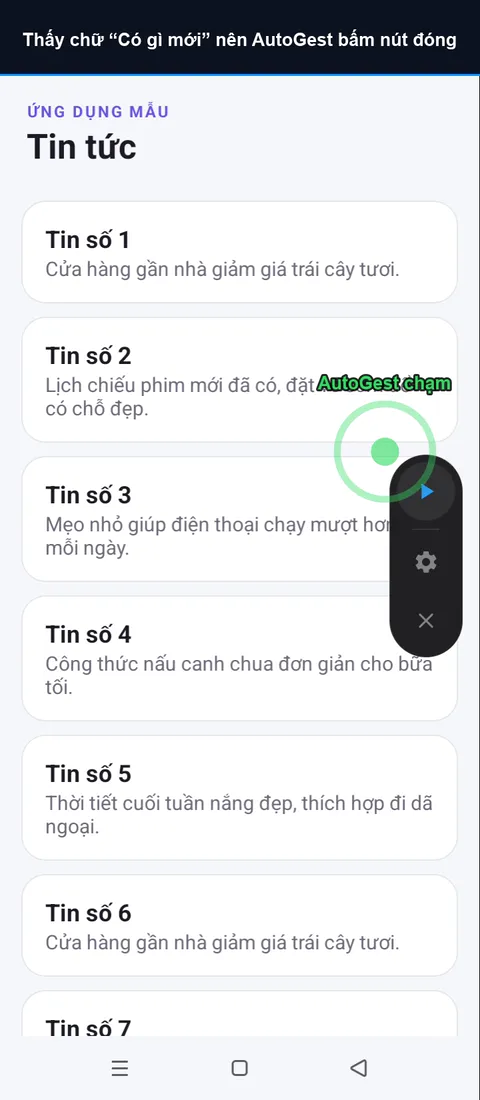 Thấy chữ “Có gì mới” nên AutoGest bấm nút đóng
ỨNG DỤNG MẪU
Tin tức
Tin số 1
Cửa hàng gần nhà giảm giá trái cây tươi.
Tin số 2
Lịch chiếu phim mới đã có, đặt
AutoGest chạm
có chỗ đẹp.
Tin số 3
Mẹo nhỏ giúp điện thoại chạy mượt hơn
mỗi ngày.
Tin số 4
Công thức nấu canh chua đơn giản cho bữa
tối.
Tin số 5
Thời tiết cuối tuần nắng đẹp, thích hợp đi dã
ngoại.
Tin số 6
Cửa hàng gần nhà giảm giá trái cây tươi.
Tin số 7